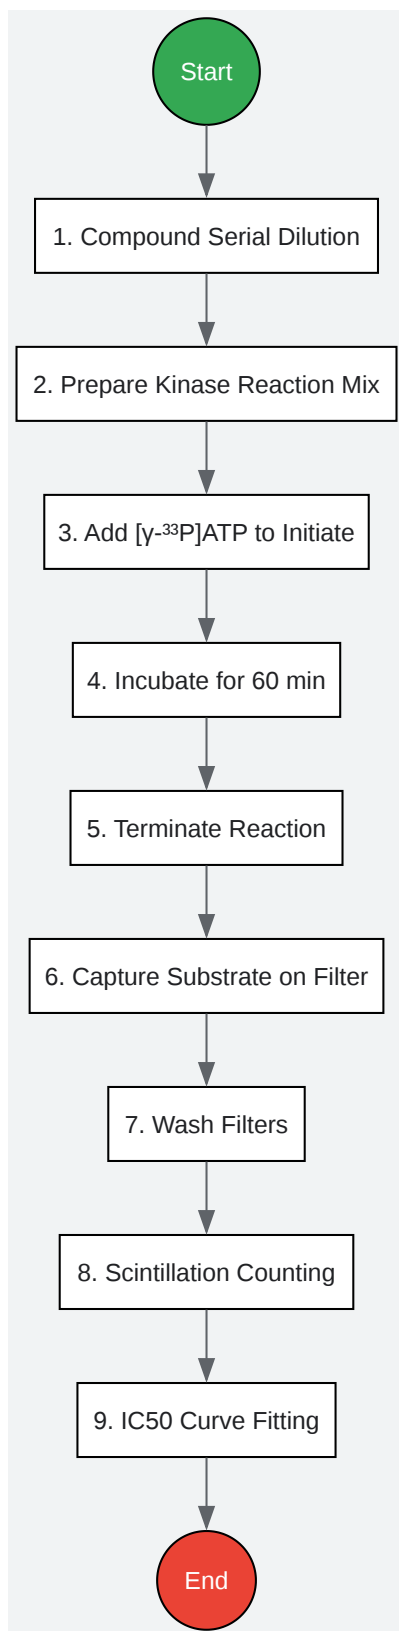 Start
1. Compound Serial Dilution
2. Prepare Kinase Reaction Mix
3. Add [γ-³³P]ATP to Initiate
4. Incubate for 60 min
5. Terminate Reaction
6. Capture Substrate on Filter
7. Wash Filters
8. Scintillation Counting
9. IC50 Curve Fitting
End